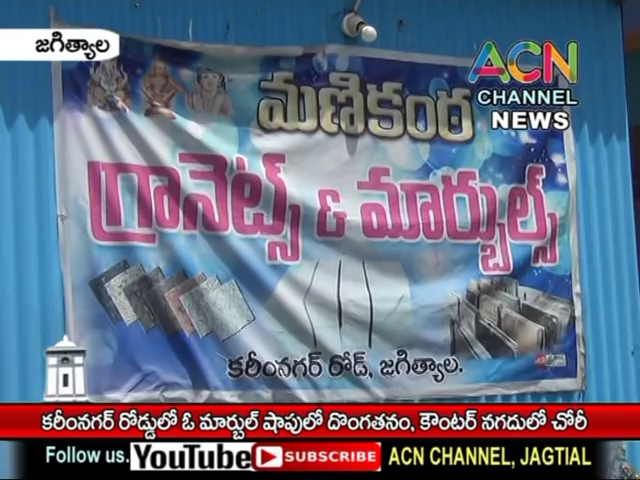 జగిత్యాల
ACN
CHANNEL
NEWS
మణికంఠ
గ్రానైట్స్ & మార్బుల్స్
కరీంనగర్ రోడ్, జగిత్యాల.
కరీంనగర్ రోడ్డులో ఓ మార్బుల్ షాపులో దొంగతనం, కౌంటర్ నగదులో చోరీ
Follow us. YouTube SUBSCRIBE ACN CHANNEL, JAGTIAL